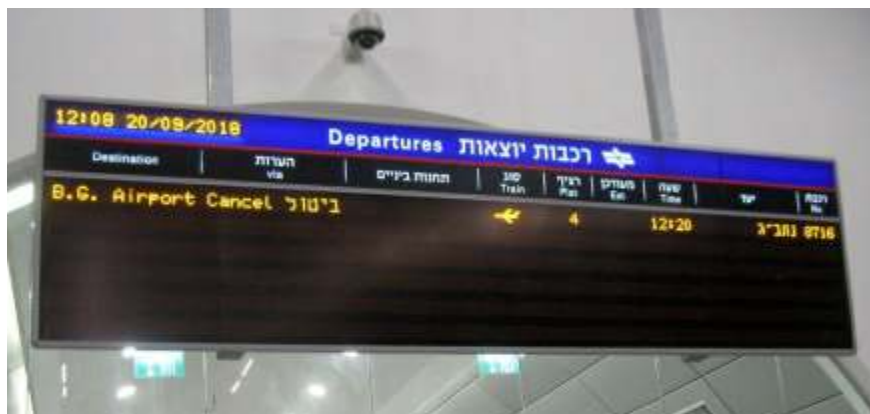 12:08 20/09/2018 Departures רכבות יוצאות
Destination הערות via תחנות ביניים סוג Train רציף Plat מעודכן Est שעה Time יעד רכבת No
B.G. Airport Cancel ביטול 4 12:20 נתב"ג 8716